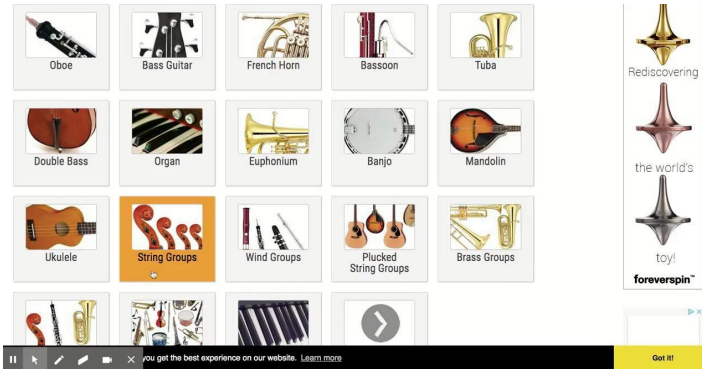 Oboe
Bass Guitar
French Horn
Bassoon
Tuba
Rediscovering
Double Bass
Organ
Euphonium
Banjo
Mandolin
the world's
Ukulele
String Groups
Wind Groups
Plucked
String Groups
Brass Groups
toy!
foreverspin™
you get the best experience on our website. Learn more
Got it!